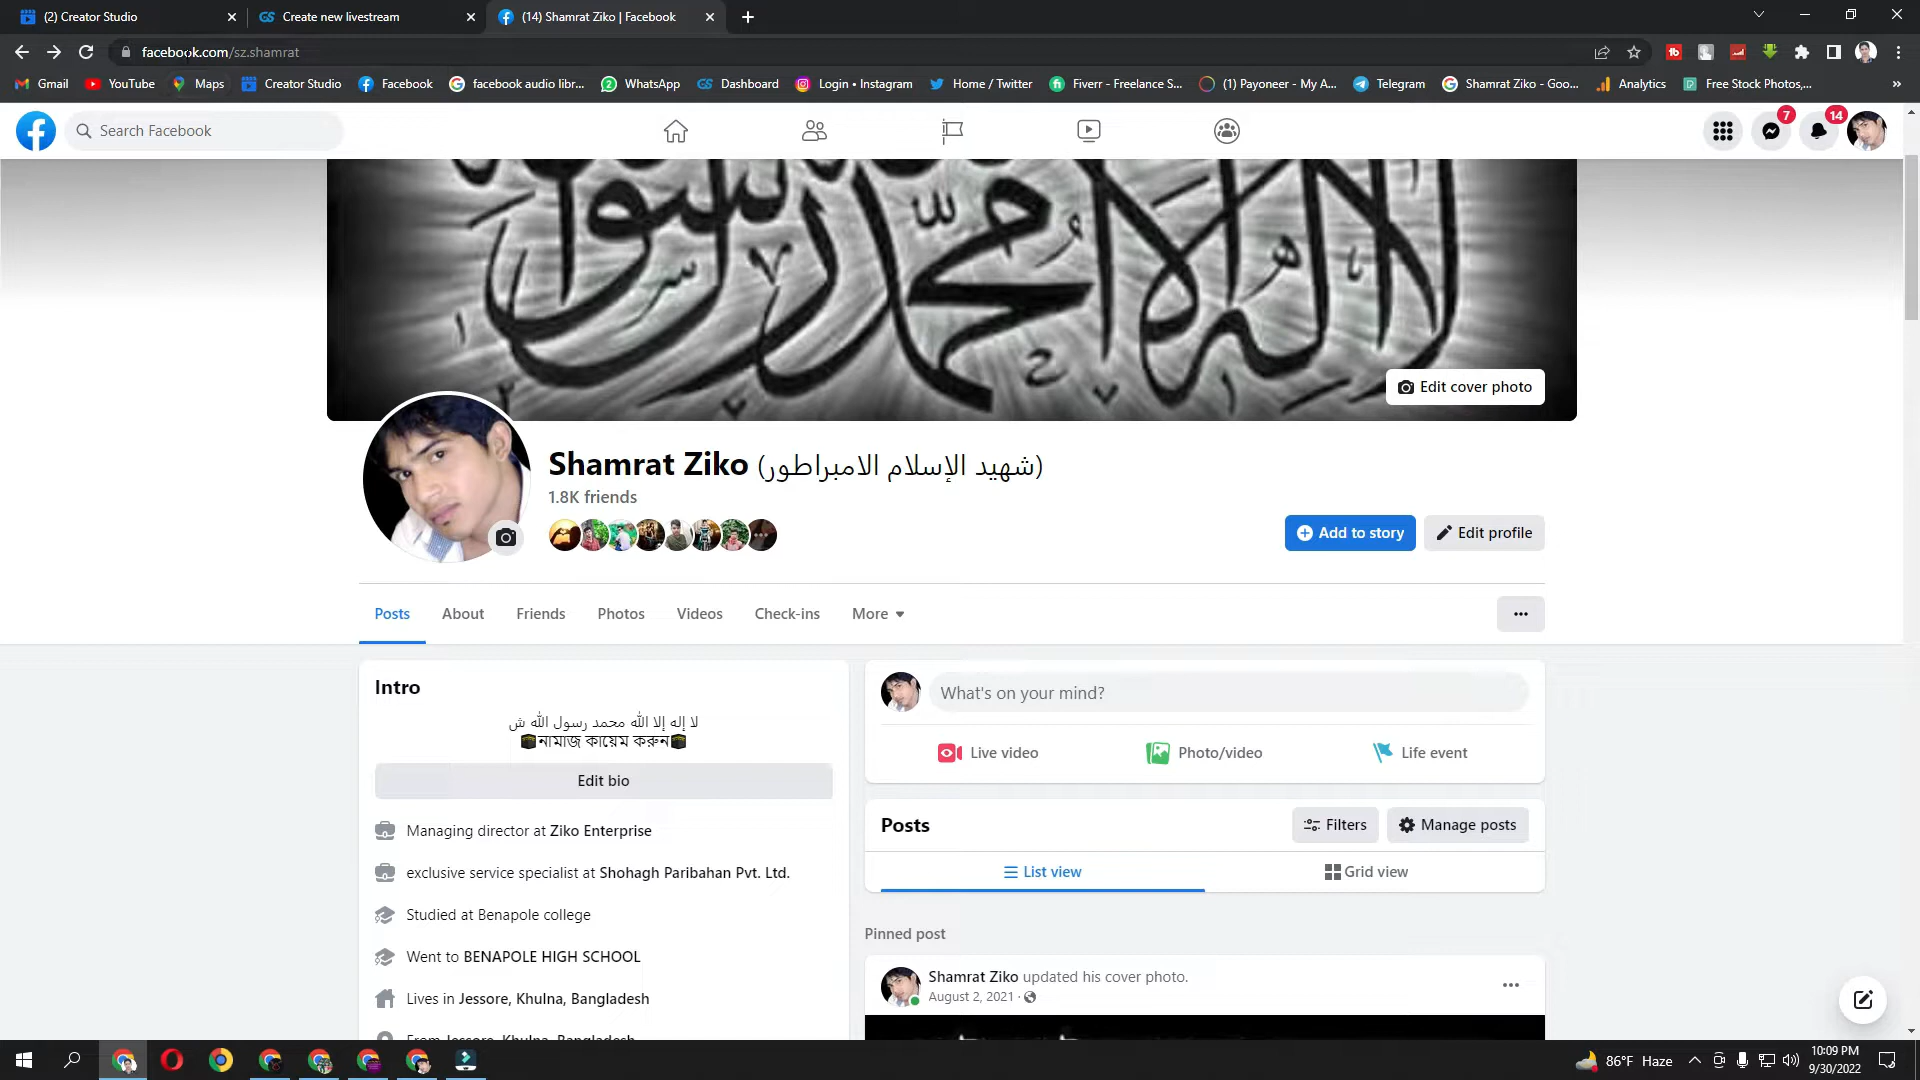 (2) Creator Studio
Create new livestream
(14) Shamrat Ziko | Facebook
facebook.com/sz.shamrat
Gmail
YouTube
Maps
Creator Studio
Facebook
facebook audio libr...
WhatsApp
Dashboard
Login • Instagram
Home / Twitter
Fiverr - Freelance S...
(1) Payoneer - My A...
Telegram
Shamrat Ziko - Goo...
Analytics
Free Stock Photos,...
Search Facebook
7
14
Edit cover photo
Shamrat Ziko (شهيد الإسلام الامبراطور)
1.8K friends
Add to story
Edit profile
Posts
About
Friends
Photos
Videos
Check-ins
More
Intro
لا إله إلا الله محمد رسول الله ش
🕋নামাজ কায়েম করুন🕋
Edit bio
Managing director at Ziko Enterprise
exclusive service specialist at Shohagh Paribahan Pvt. Ltd.
Studied at Benapole college
Went to BENAPOLE HIGH SCHOOL
Lives in Jessore, Khulna, Bangladesh
From Jessore, Khulna, Bangladesh
What's on your mind?
Live video
Photo/video
Life event
Posts
Filters
Manage posts
List view
Grid view
Pinned post
Shamrat Ziko updated his cover photo.
August 2, 2021 ·
86°F Haze
10:09 PM
9/30/2022